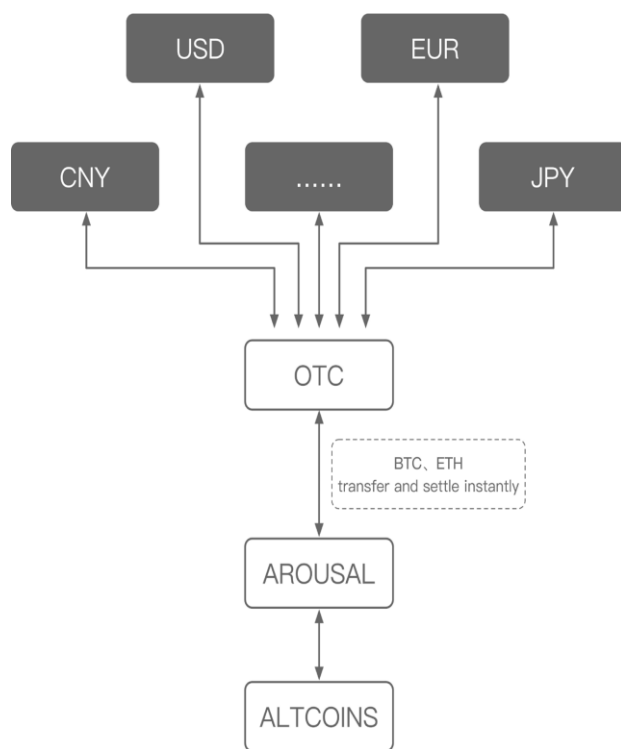 USD
EUR
CNY
......
JPY
OTC
BTC、ETH
transfer and settle instantly
AROUSAL
ALTCOINS